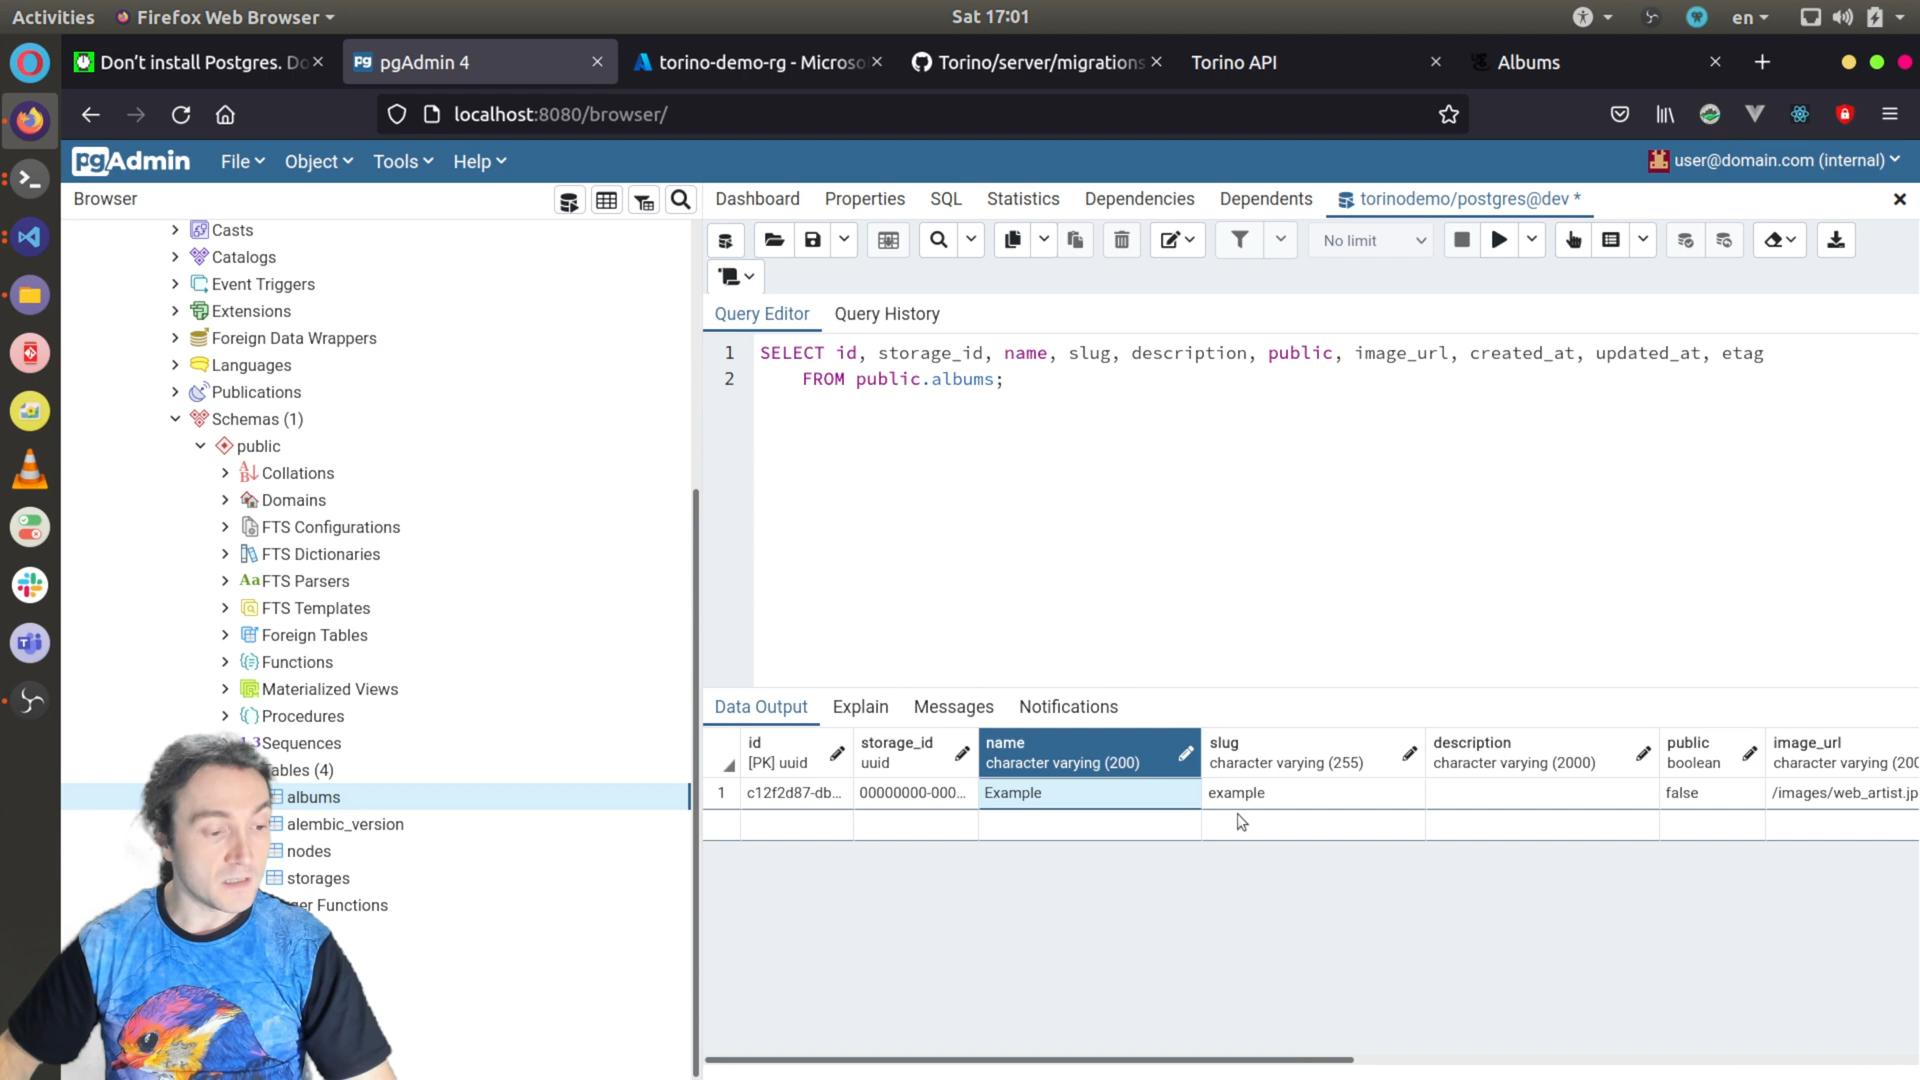 Activities
Firefox Web Browser
Sat 17:01
en
Don't install Postgres. Do
pgAdmin 4
torino-demo-rg - Microso
Torino/server/migrations
Torino API
Albums
localhost:8080/browser/
pgAdmin
File
Object
Tools
Help
user@domain.com (internal)
Browser
Dashboard
Properties
SQL
Statistics
Dependencies
Dependents
torinodemo/postgres@dev *
No limit
Casts
Catalogs
Event Triggers
Extensions
Foreign Data Wrappers
Languages
Publications
Schemas (1)
public
Collations
Domains
FTS Configurations
FTS Dictionaries
Aa FTS Parsers
FTS Templates
Foreign Tables
Functions
Materialized Views
Procedures
1.3 Sequences
ables (4)
albums
alembic_version
nodes
storages
ger Functions
Query Editor
Query History
1 SELECT id, storage_id, name, slug, description, public, image_url, created_at, updated_at, etag
2 FROM public.albums;
Data Output
Explain
Messages
Notifications
id
[PK] uuid
storage_id
uuid
name
character varying (200)
slug
character varying (255)
description
character varying (2000)
public
boolean
image_url
character varying (200
1
c12f2d87-db...
00000000-000...
Example
example
false
/images/web_artist.jp